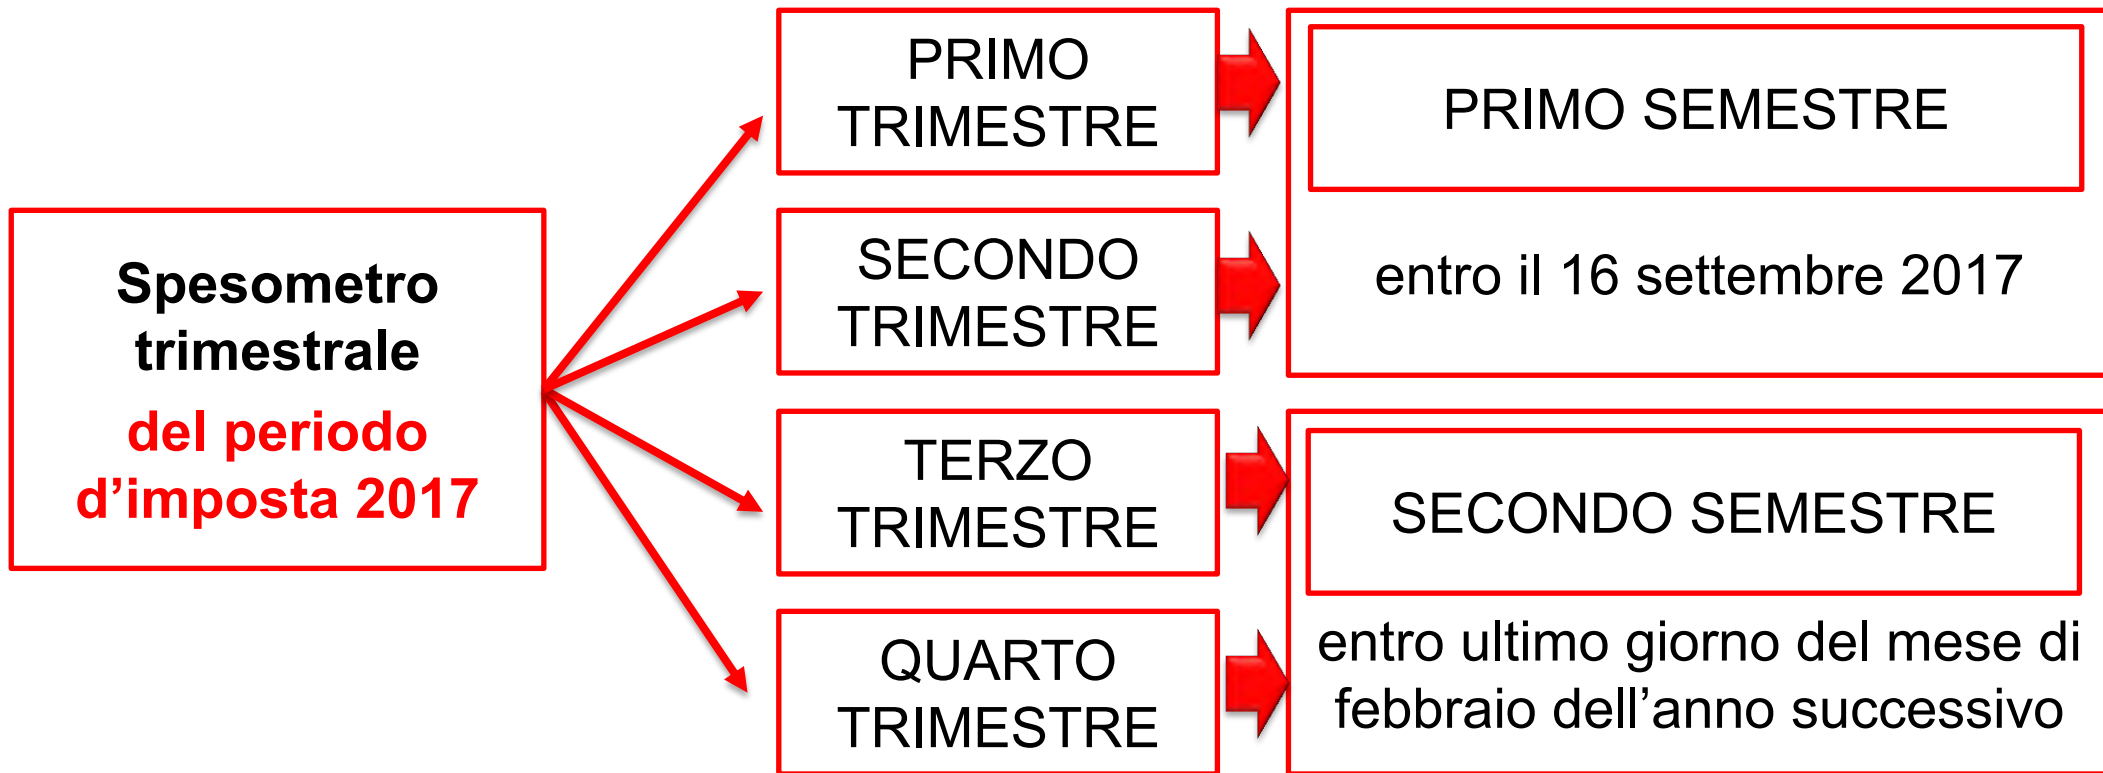 Spesometro
trimestrale
del periodo
d’imposta 2017
PRIMO
TRIMESTRE
SECONDO
TRIMESTRE
TERZO
TRIMESTRE
QUARTO
TRIMESTRE
PRIMO SEMESTRE
entro il 16 settembre 2017
SECONDO SEMESTRE
entro ultimo giorno del mese di
febbraio dell’anno successivo